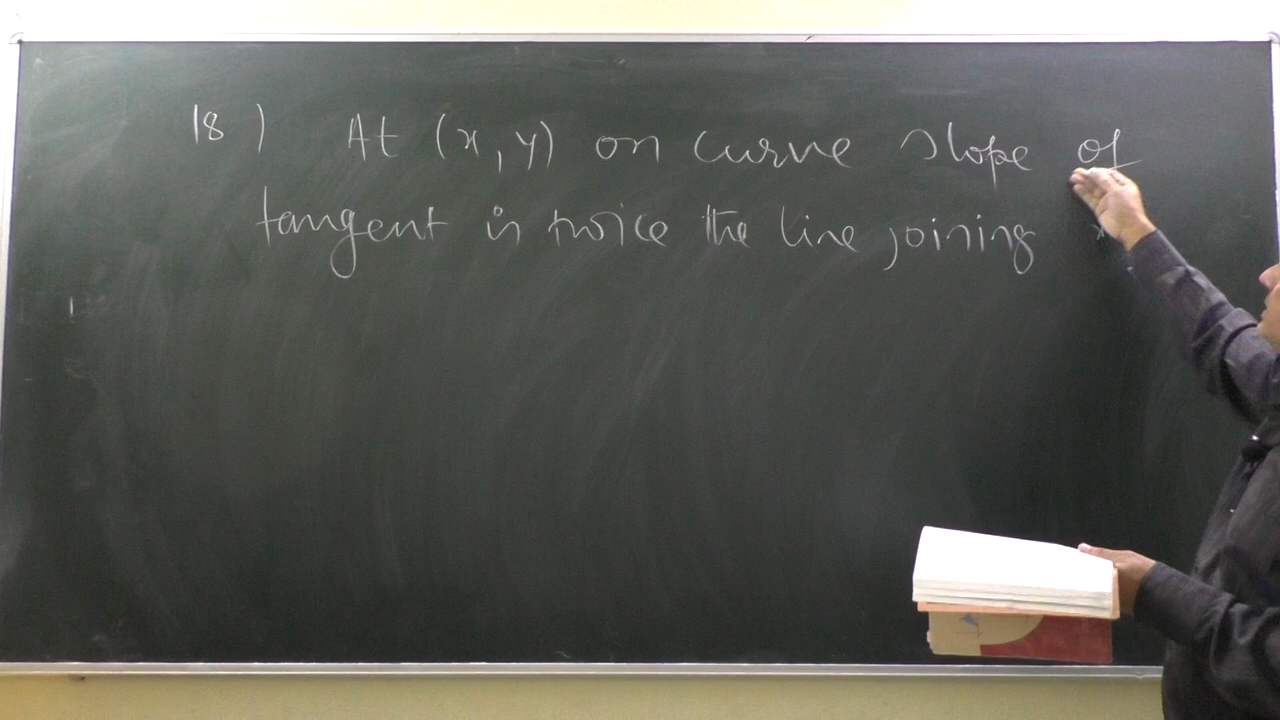 18) At (x, y) on curve slope of
tangent is twice the line joining